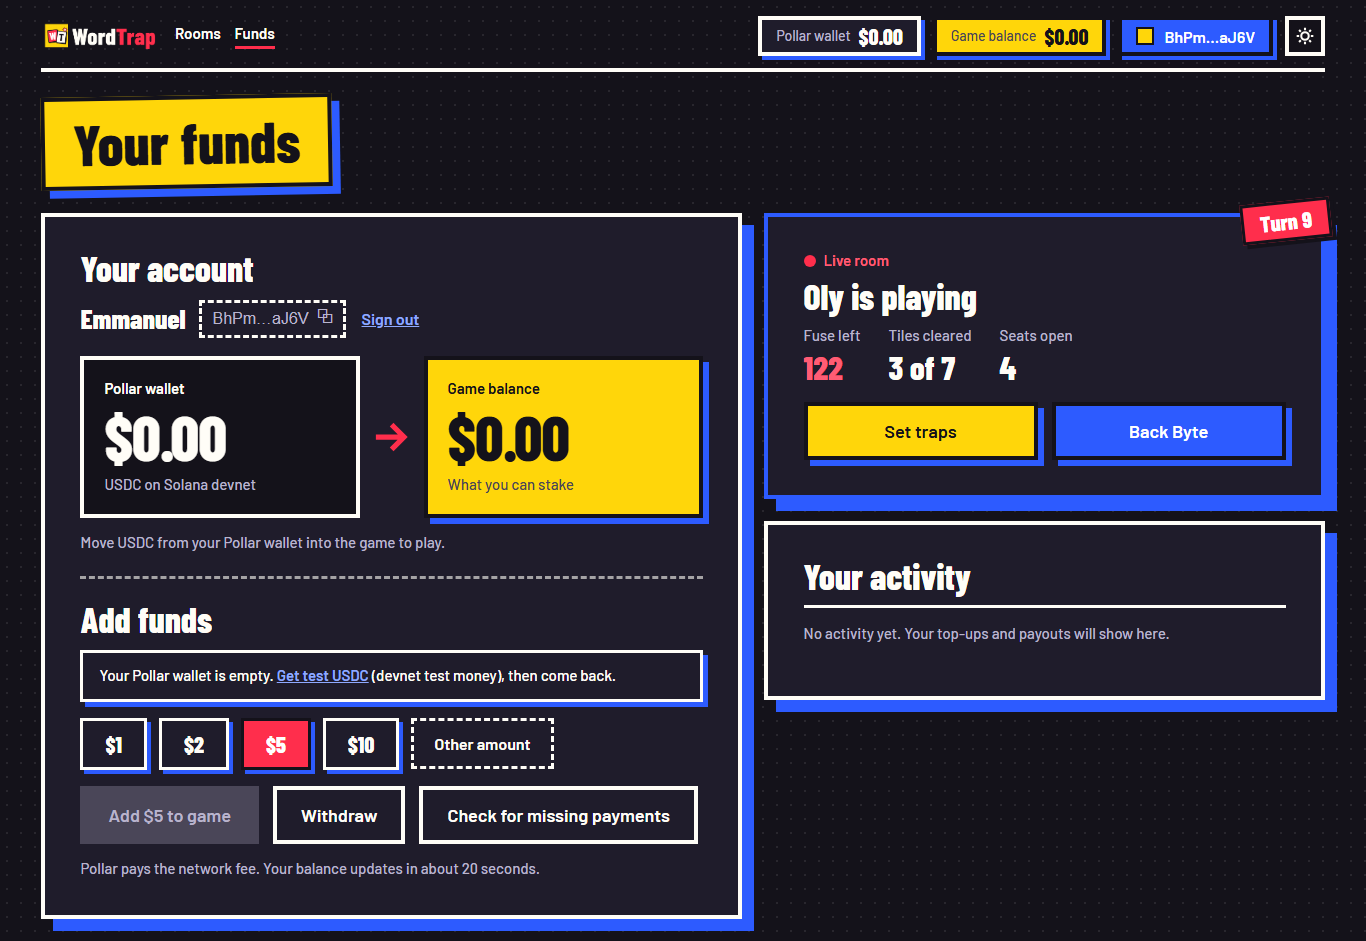 WT WordTrap Rooms Funds Pollar wallet $0.00 Game balance $0.00 BhPm...aJ6V
Your funds
Your account
Emmanuel BhPm...aJ6V Sign out
Pollar wallet
$0.00
USDC on Solana devnet
Game balance
$0.00
What you can stake
Move USDC from your Pollar wallet into the game to play.
Add funds
Your Pollar wallet is empty. Get test USDC (devnet test money), then come back.
$1 $2 $5 $10 Other amount
Add $5 to game Withdraw Check for missing payments
Pollar pays the network fee. Your balance updates in about 20 seconds.
Turn 9
Live room
Oly is playing
Fuse left Tiles cleared Seats open
122 3 of 7 4
Set traps Back Byte
Your activity
No activity yet. Your top-ups and payouts will show here.